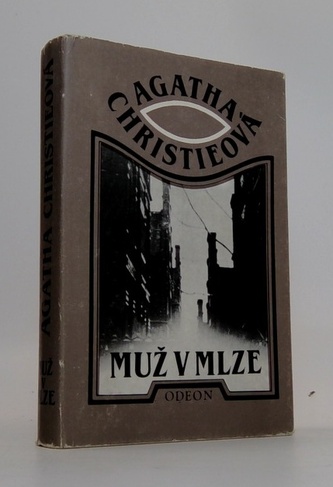 AGATHA CHRISTIEOVÁ
MUŽ
V
MLZE
AGATHA
CHRISTIEOVÁ
MUŽ V MLZE
ODEON